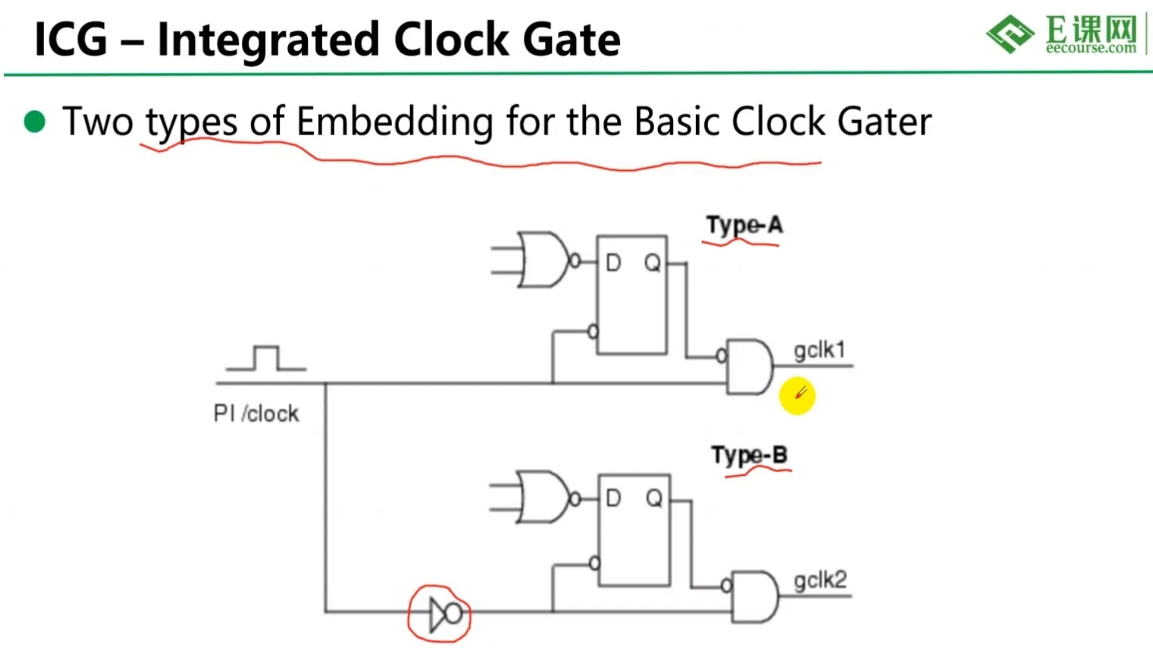 ICG – Integrated Clock Gate
E课网
eecourse.com
Two types of Embedding for the Basic Clock Gater
Type-A
D Q
gclk1
PI /clock
Type-B
D Q
gclk2